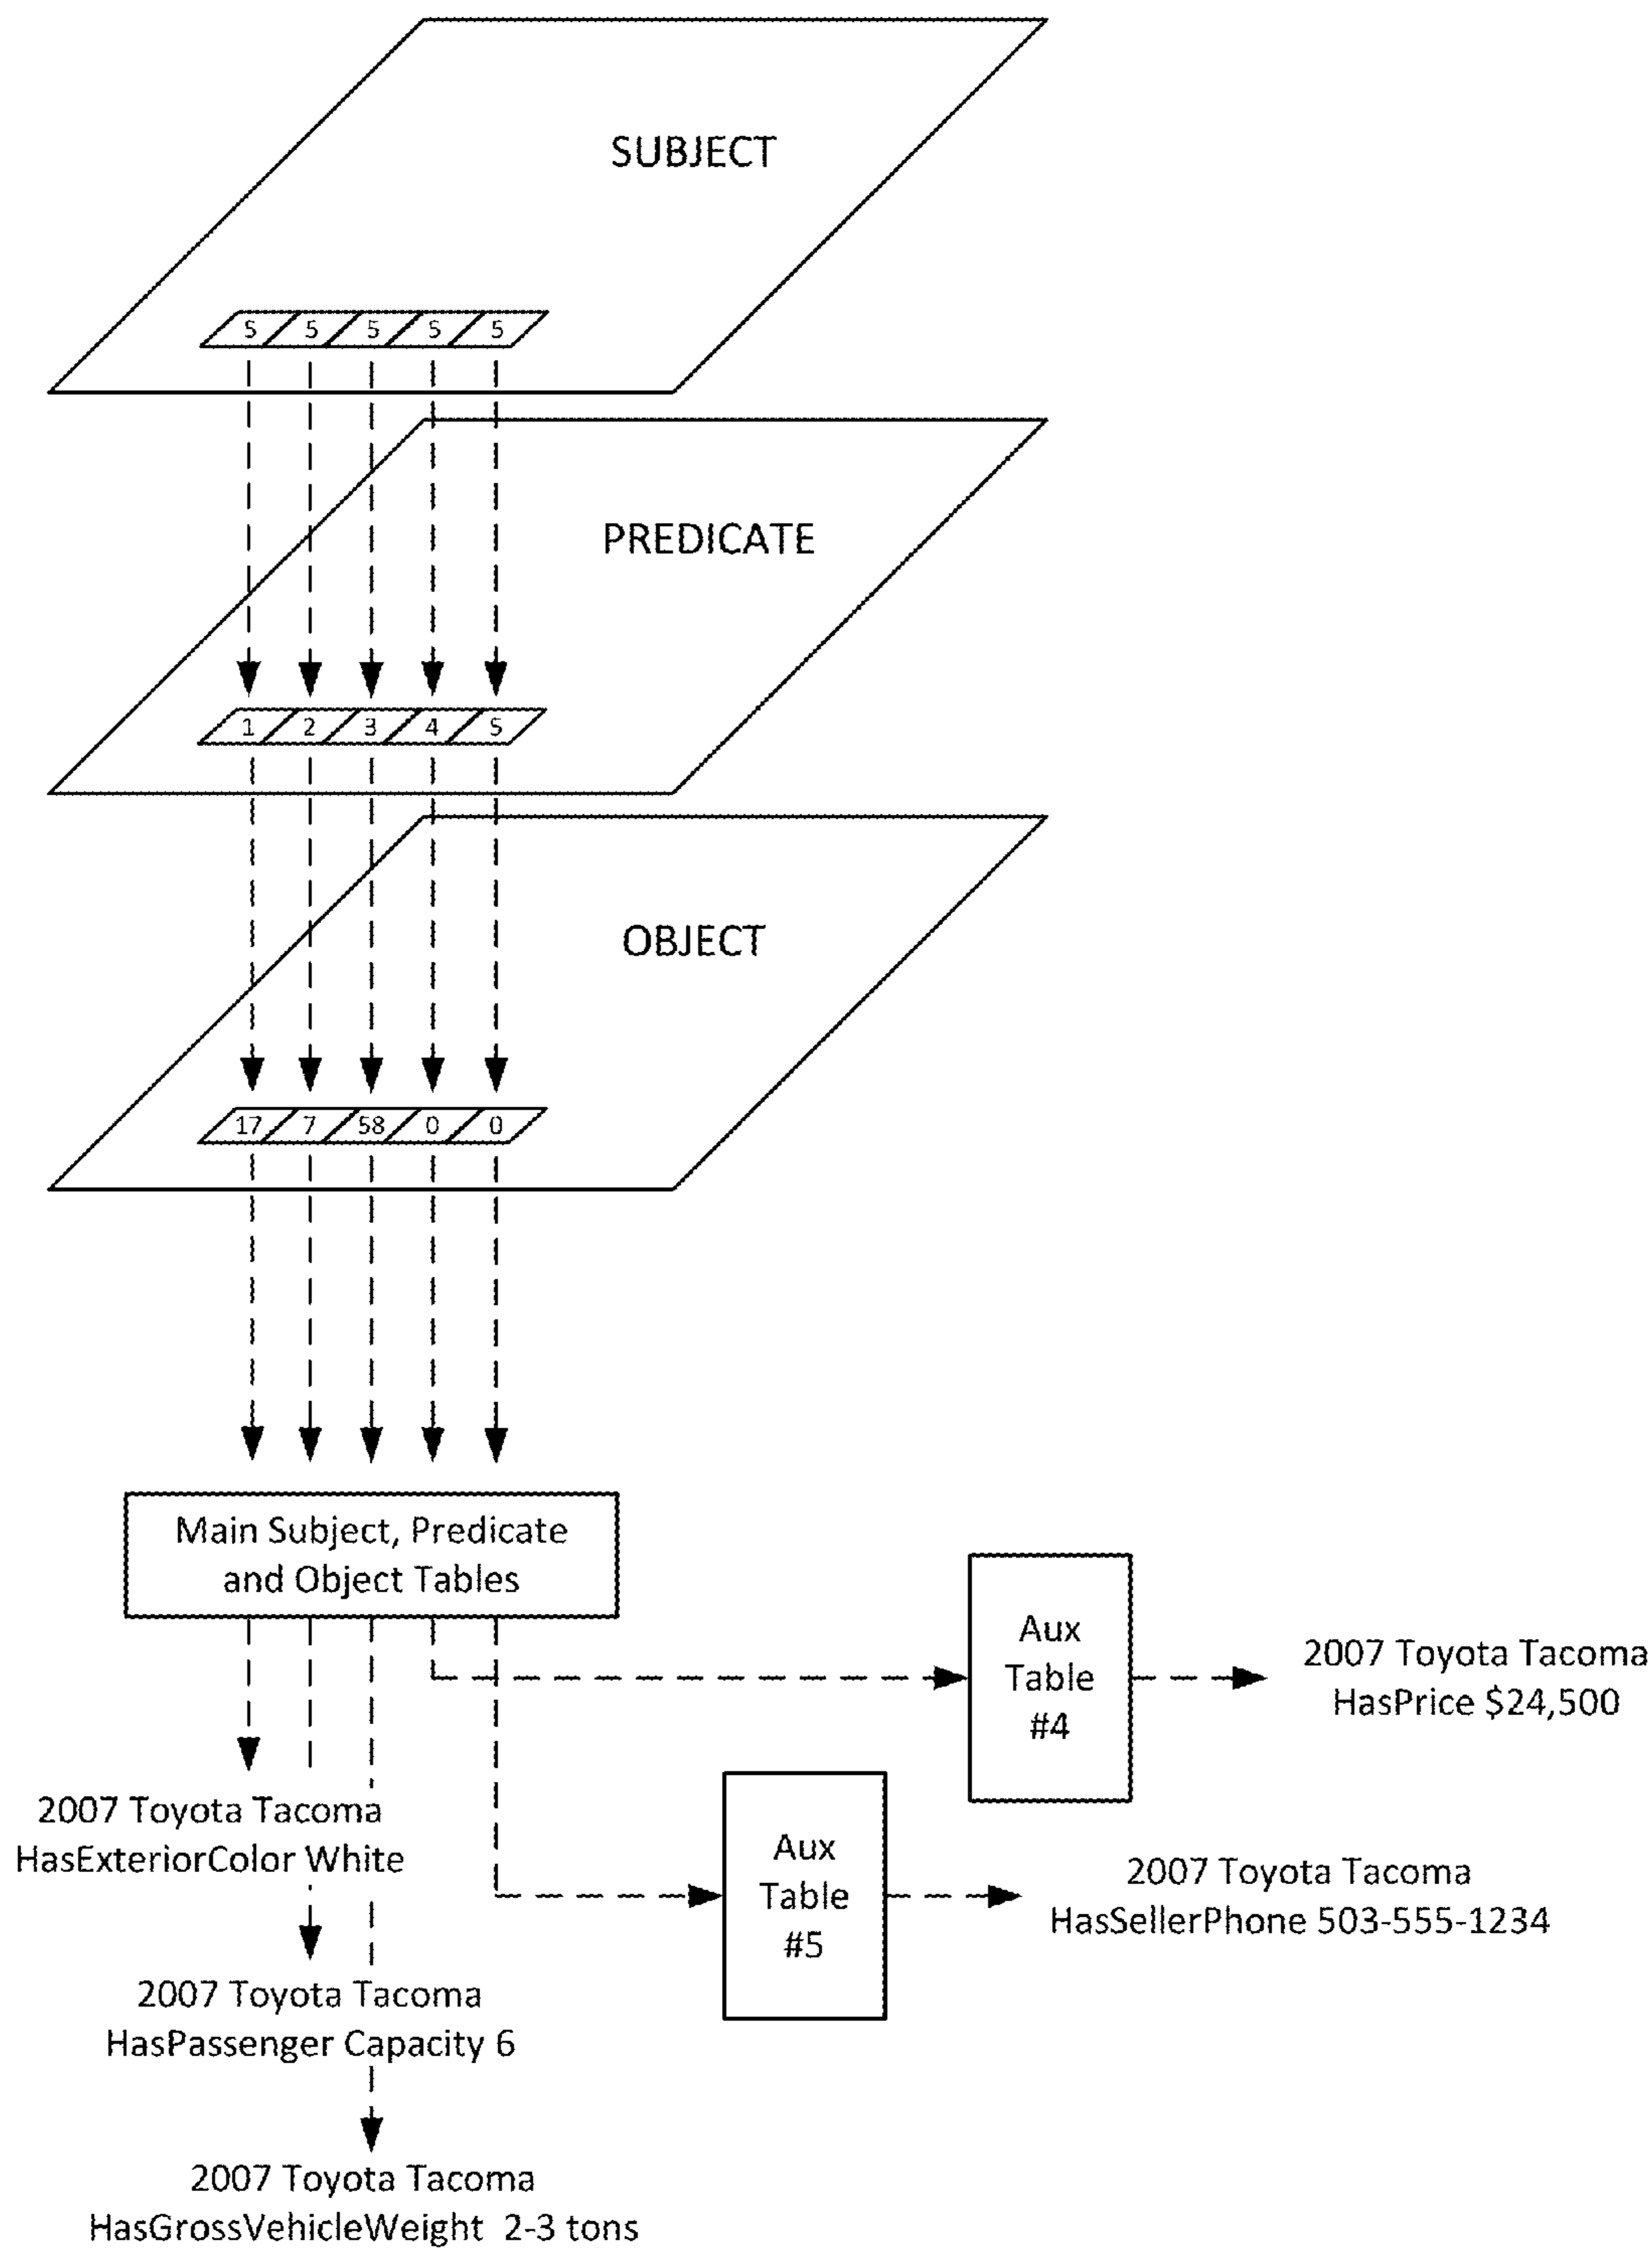 SUBJECT
5 5 5 5 5
PREDICATE
1 2 3 4 5
OBJECT
17 7 58 0 0
Main Subject, Predicate
and Object Tables
Aux
Table
#4
2007 Toyota Tacoma
HasPrice $24,500
Aux
Table
#5
2007 Toyota Tacoma
HasSellerPhone 503-555-1234
2007 Toyota Tacoma
HasExteriorColor White
2007 Toyota Tacoma
HasPassenger Capacity 6
2007 Toyota Tacoma
HasGrossVehicleWeight 2-3 tons